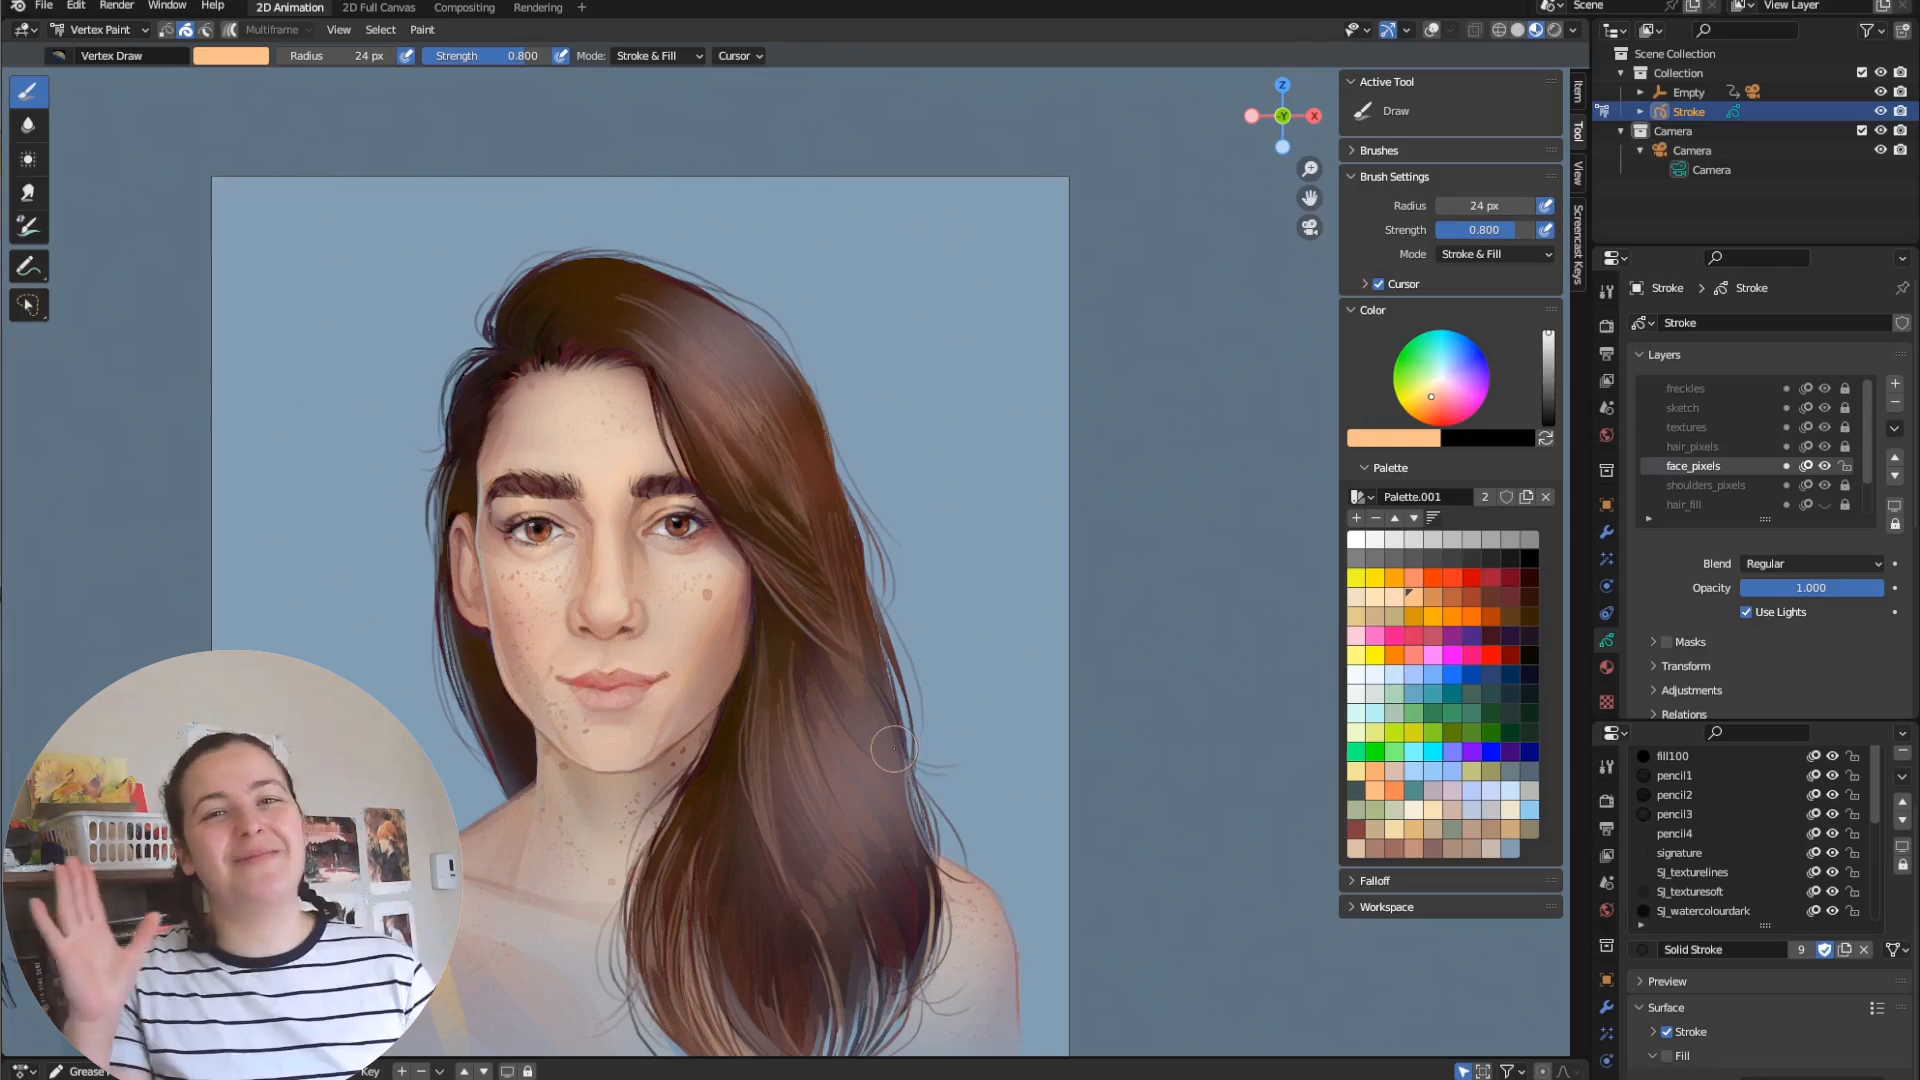 File Edit Render Window Help 2D Animation 2D Full Canvas Compositing Rendering + Scene View Layer
Vertex Paint Multiframe View Select Paint
Vertex Draw Radius 24 px Strength 0.800 Mode: Stroke & Fill Cursor
Active Tool
Draw
Brushes
Brush Settings
Radius 24 px
Strength 0.800
Mode Stroke & Fill
Cursor
Color
Palette
Palette.001 2
Falloff
Workspace
Item
Tool
View
Screencast Keys
Z
-Y
X
Scene Collection
Collection
Empty
Stroke
Camera
Camera
Camera
Stroke > Stroke
Stroke
Layers
freckles
sketch
textures
hair_pixels
face_pixels
shoulders_pixels
hair_fill
Blend Regular
Opacity 1.000
Use Lights
Masks
Transform
Adjustments
Relations
fill100
pencil1
pencil2
pencil3
pencil4
signature
SJ_texturelines
SJ_texturesoft
SJ_watercolourdark
Solid Stroke 9
Preview
Surface
Stroke
Fill
Key